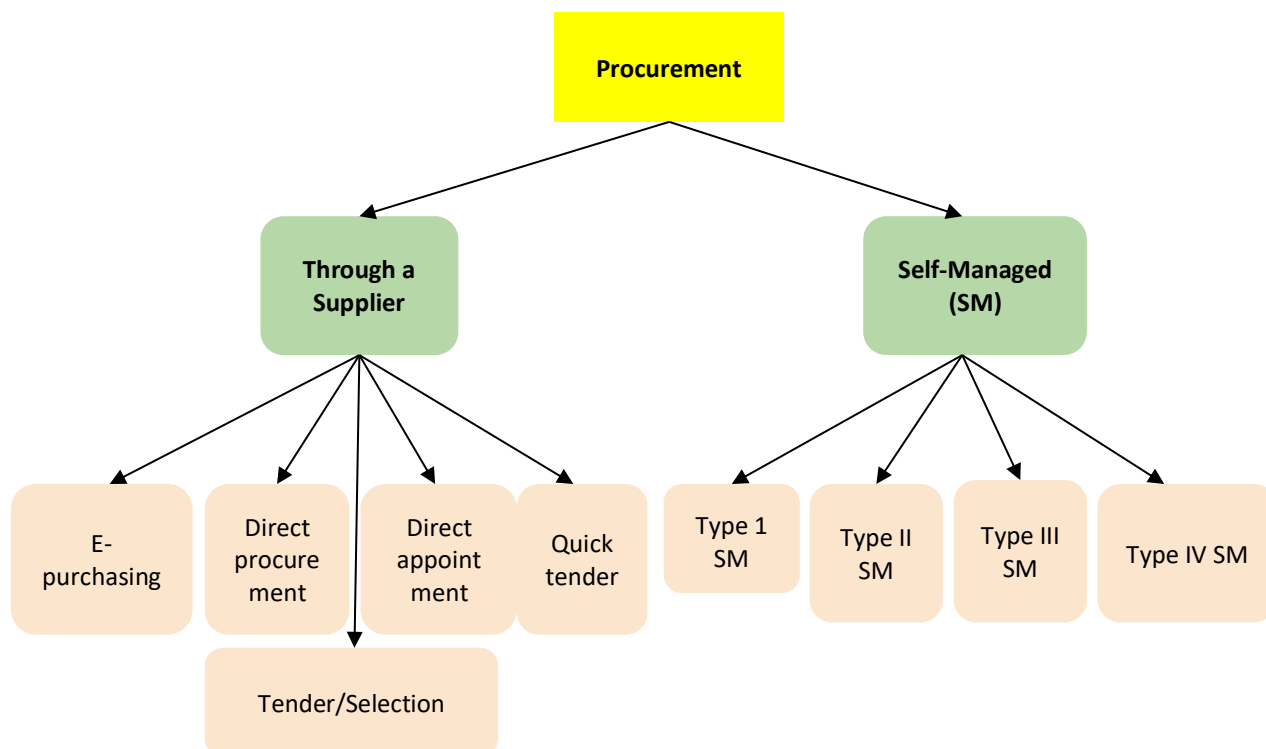 Procurement
Through a
Supplier
Self-Managed
(SM)
E-
purchasing
Direct
procure
ment
Direct
appoint
ment
Quick
tender
Type 1
SM
Type II
SM
Type III
SM
Type IV SM
Tender/Selection